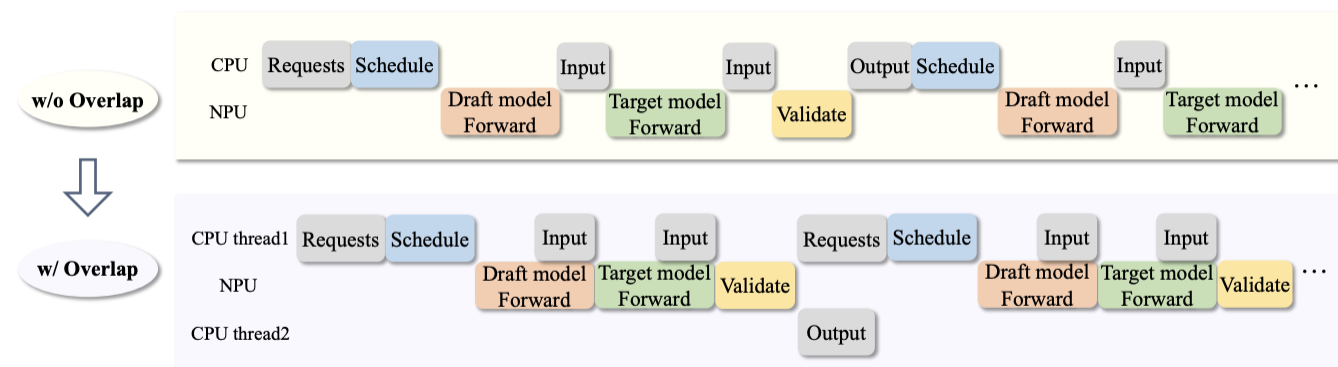 CPU
Requests
Schedule
Input
Input
Output
Schedule
Input
...
w/o Overlap
NPU
Draft model
Forward
Target model
Forward
Validate
Draft model
Forward
Target model
Forward
CPU thread1
Requests
Schedule
Input
Input
Requests
Schedule
Input
Input
w/ Overlap
NPU
Draft model
Forward
Target model
Forward
Validate
Draft model
Forward
Target model
Forward
Validate
...
CPU thread2
Output